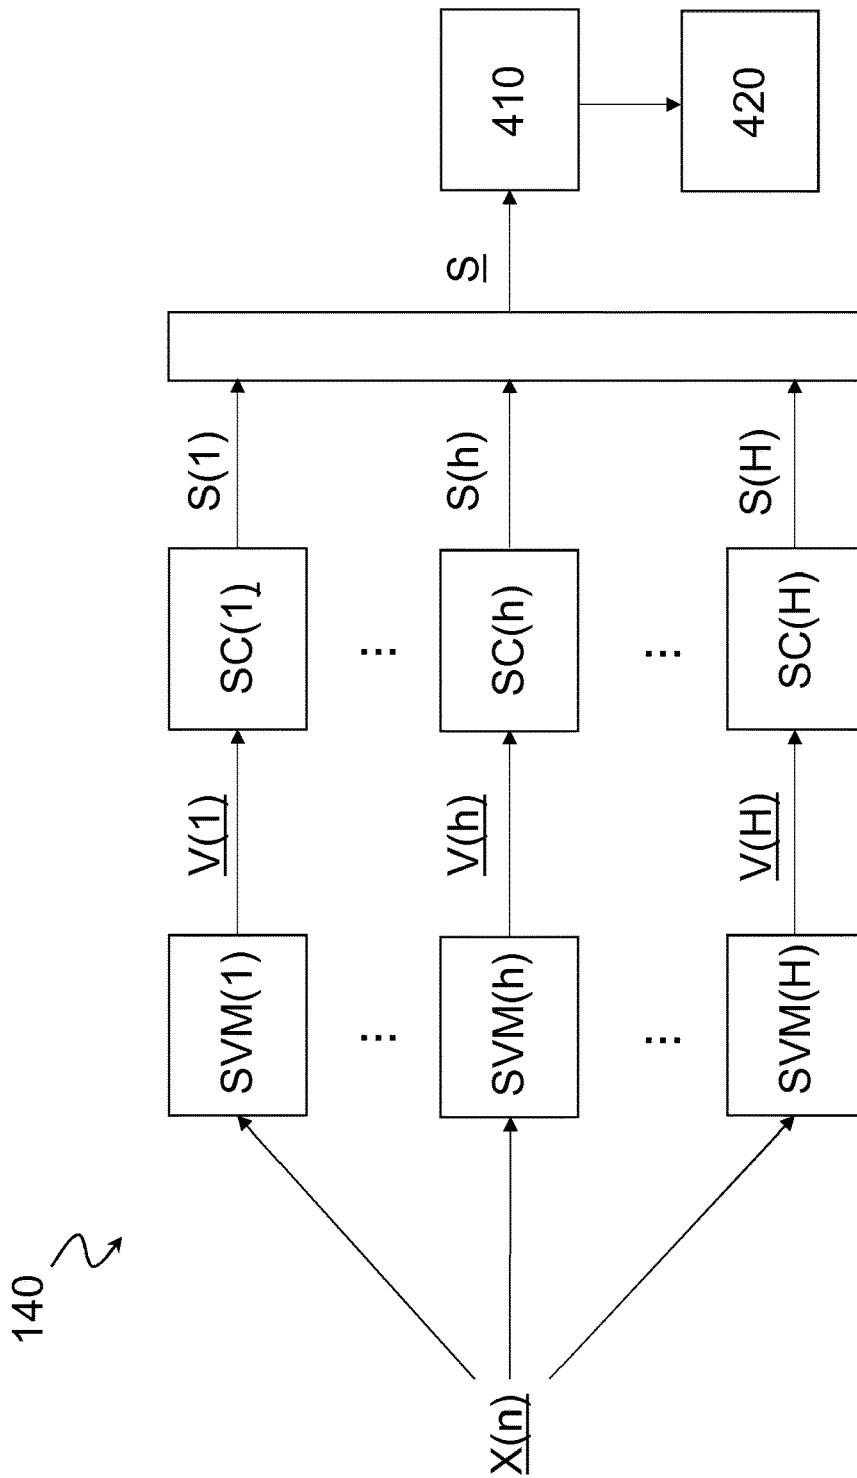 140
X(n)
SVM(1)
V(1)
SC(1)
S(1)
...
...
SVM(h)
V(h)
SC(h)
S(h)
S
410
420
...
...
SVM(H)
V(H)
SC(H)
S(H)